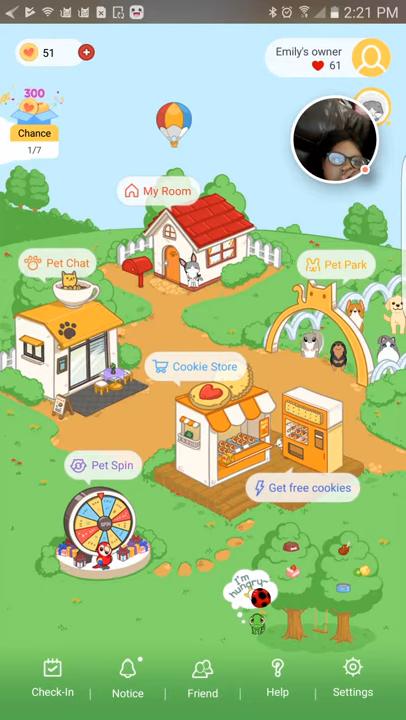 2:21 PM
51
Emily's owner
61
300
Chance
1/7
My Room
Pet Chat
Pet Park
Cookie Store
Pet Spin
SPIN
Get free cookies
I'm
hungry~
Check-In
Notice
Friend
Help
Settings